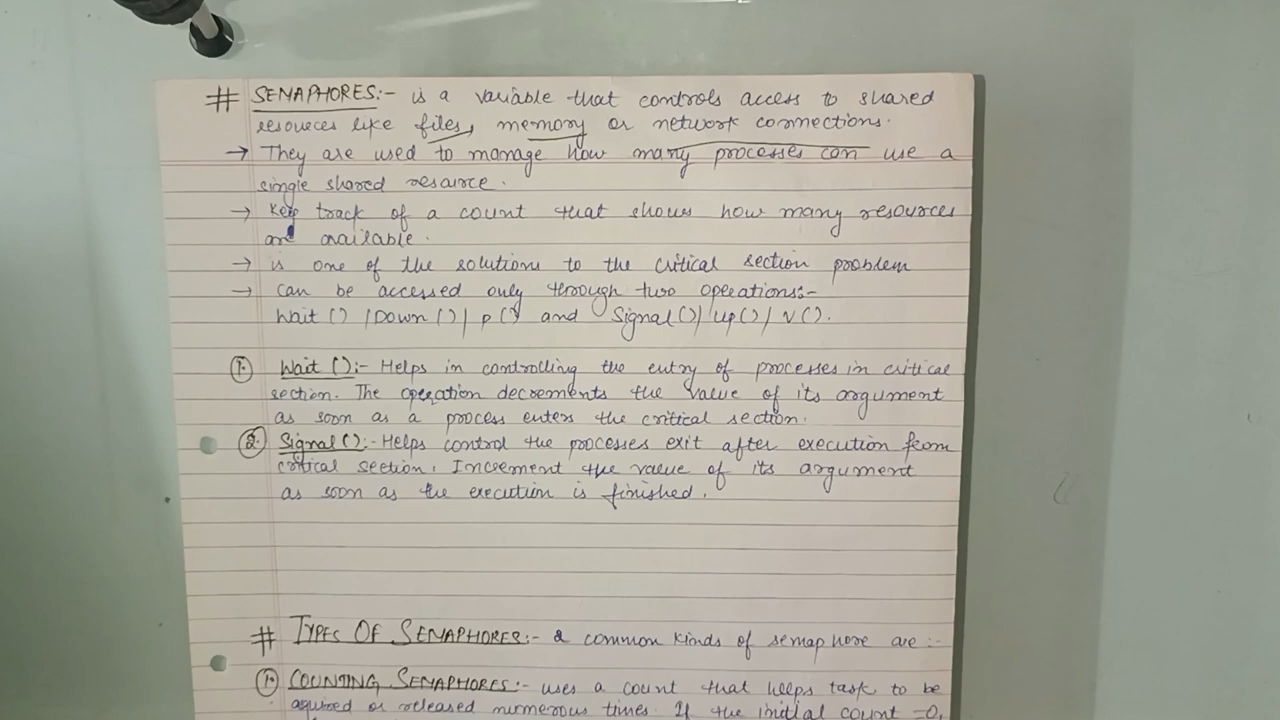 # SEMAPHORES:- is a variable that controls access to shared
resources like files, memory or network connections.
→ They are used to manage how many processes can use a
single shared resource.
→ Keep track of a count that shows how many resources
are available.
→ is one of the solutions to the critical section problem
→ can be accessed only through two operations:-
Wait () / Down () / P () and Signal () / Up () / V ().
1. Wait ():- Helps in controlling the entry of processes in critical
section. The operation decrements the value of its argument
as soon as a process enters the critical section.
2. Signal ():- Helps control the processes exit after execution from
critical section. Increment the value of its argument
as soon as the execution is finished.
# TYPES OF SEMAPHORES:- 2 common kinds of semaphore are :-
1. COUNTING SEMAPHORES:- uses a count that helps task to be
aquired or released numerous times. If the initial count =0,